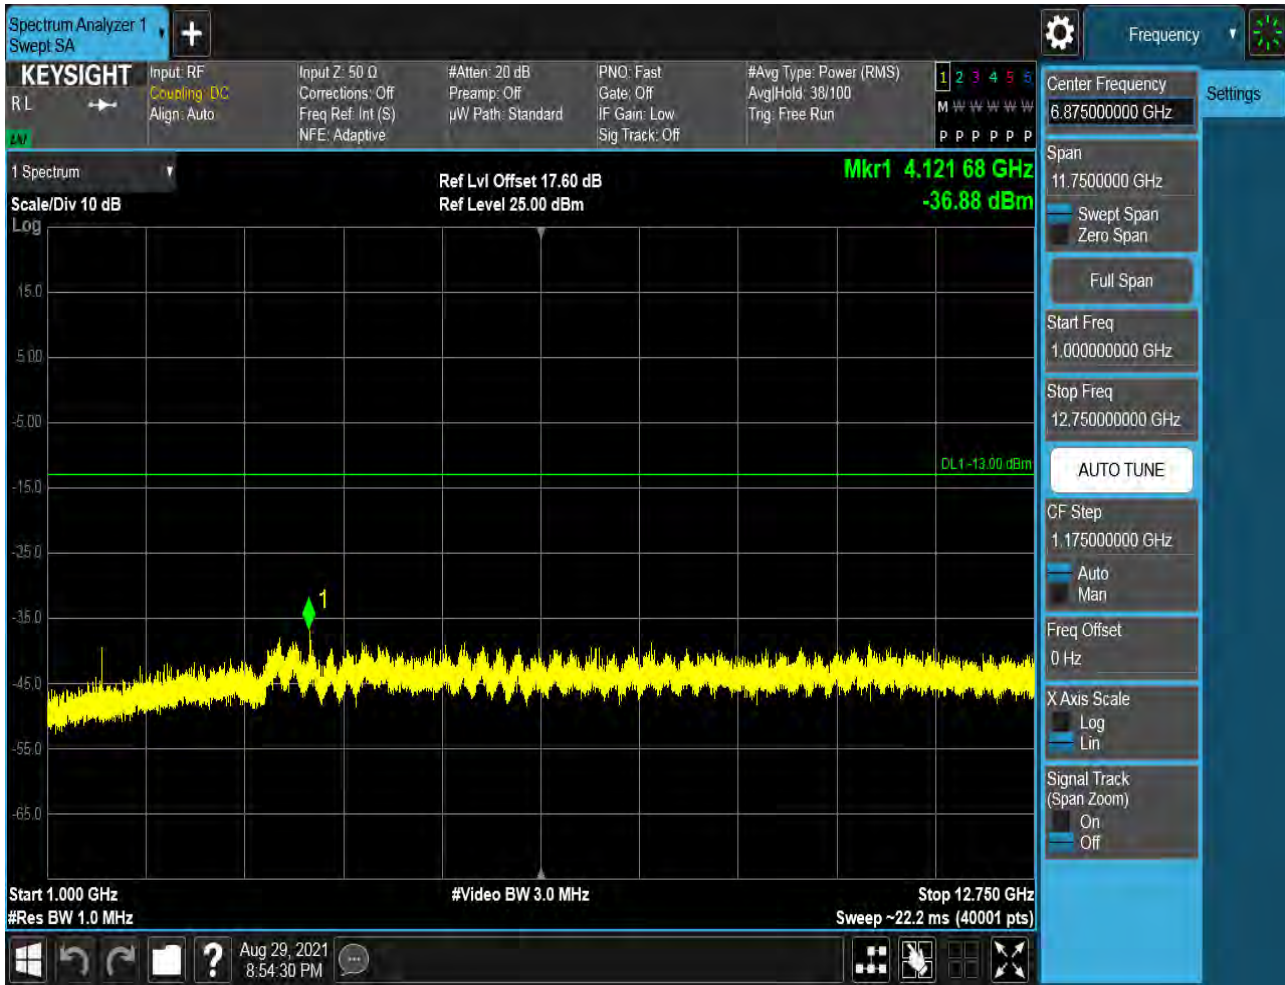 Spectrum Analyzer 1
Swept SA
Frequency
KEYSIGHT
R L
Input: RF
Coupling: DC
Align: Auto
Input Z: 50 Ω
Corrections: Off
Freq Ref: Int (S)
NFE: Adaptive
#Atten: 20 dB
Preamp: Off
µW Path: Standard
PNO: Fast
Gate: Off
IF Gain: Low
Sig Track: Off
#Avg Type: Power (RMS)
Avg|Hold: 38/100
Trig: Free Run
1 2 3 4 5 6
M W W W W W
P P P P P P
1 Spectrum
Scale/Div 10 dB
Log
Ref Lvl Offset 17.60 dB
Ref Level 25.00 dBm
Mkr1 4.121 68 GHz
-36.88 dBm
15.0
5.00
-5.00
-15.0
-25.0
-35.0
-45.0
-55.0
-65.0
DL1 -13.00 dBm
1
Start 1.000 GHz
#Res BW 1.0 MHz
#Video BW 3.0 MHz
Stop 12.750 GHz
Sweep ~22.2 ms (40001 pts)
Aug 29, 2021
8:54:30 PM
Center Frequency
6.875000000 GHz
Settings
Span
11.7500000 GHz
Swept Span
Zero Span
Full Span
Start Freq
1.000000000 GHz
Stop Freq
12.750000000 GHz
AUTO TUNE
CF Step
1.175000000 GHz
Auto
Man
Freq Offset
0 Hz
X Axis Scale
Log
Lin
Signal Track
(Span Zoom)
On
Off